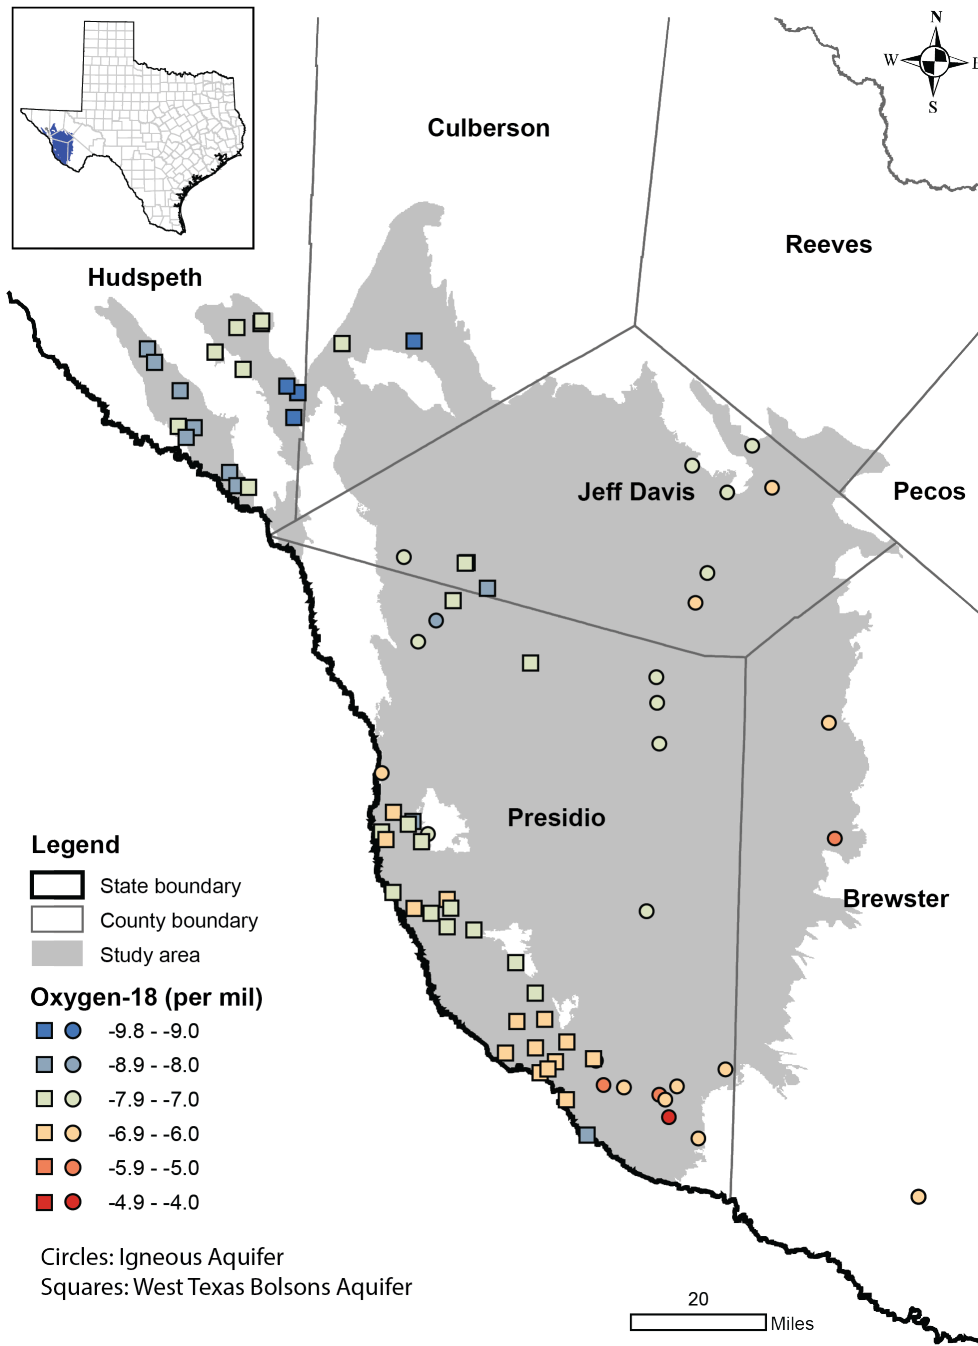 N
W
E
S
Culberson
Reeves
Hudspeth
Jeff Davis
Pecos
Presidio
Brewster
Legend
State boundary
County boundary
Study area
Oxygen-18 (per mil)
-9.8 - -9.0
-8.9 - -8.0
-7.9 - -7.0
-6.9 - -6.0
-5.9 - -5.0
-4.9 - -4.0
Circles: Igneous Aquifer
Squares: West Texas Bolsons Aquifer
20
Miles